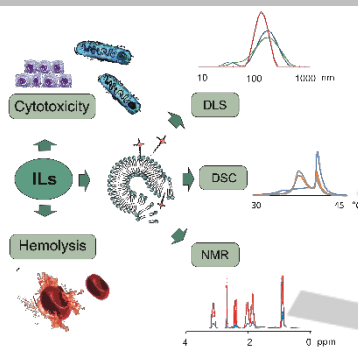 10 100 1000 nm
Cytotoxicity
DLS
ILs
DSC
30 45 °
Hemolysis
NMR
4 2 0 ppm